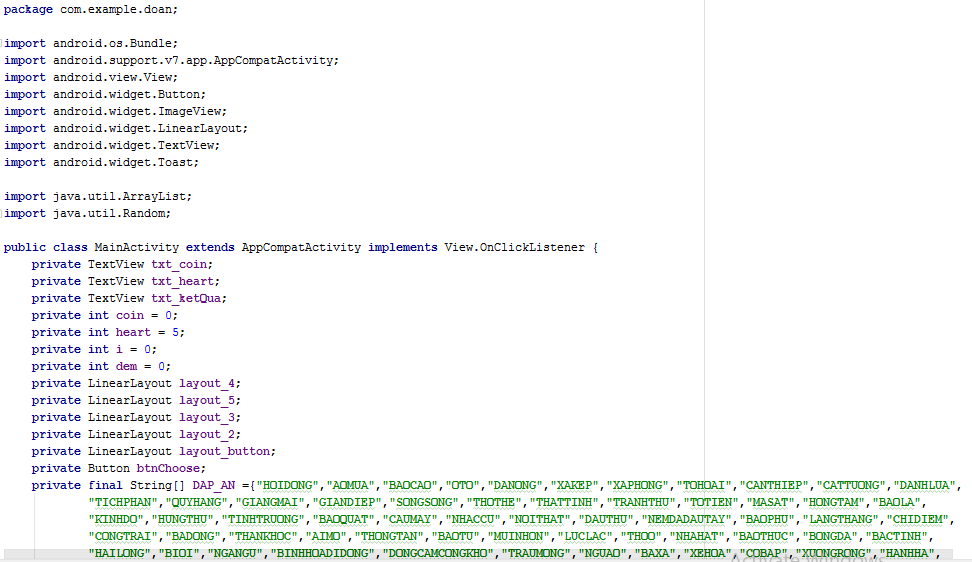 package com.example.doan;
import android.os.Bundle;
import android.support.v7.app.AppCompatActivity;
import android.view.View;
import android.widget.Button;
import android.widget.ImageView;
import android.widget.LinearLayout;
import android.widget.TextView;
import android.widget.Toast;
import java.util.ArrayList;
import java.util.Random;
public class MainActivity extends AppCompatActivity implements View.OnClickListener {
private TextView txt_coin;
private TextView txt_heart;
private TextView txt_ketQua;
private int coin = 0;
private int heart = 5;
private int i = 0;
private int dem = 0;
private LinearLayout layout_4;
private LinearLayout layout_5;
private LinearLayout layout_3;
private LinearLayout layout_2;
private LinearLayout layout_button;
private Button btnChoose;
private final String[] DAP_AN ={"HOIDONG","AOMUA","BAOCAO","OTO","DANONG","XAKEP","XAPHONG","TOHOAI","CANTHIEP","CATTUONG","DANHLUA",
"TICHPHAN","QUYHANG","GIANGMAI","GIANDIEP","SONGSONG","THOTHE","THATTINH","TRANHTHU","TOTIEN","MASAT","HONGTAM","BAOLA",
"KINHDO","HUNGTHU","TINHTRUONG","BAOQUAT","CAUMAY","NHACCU","NOITHAT","DAUTHU","NEMDADAUTAY","BAOPHU","LANGTHANG","CHIDIEM",
"CONGTRAI","BADONG","THANKHOC","AIMO","THONGTAN","BAOTU","MUINHON","LUCLAC","THOO","NHAHAT","BAOTHUC","BONGDA","BACTINH",
"HAILONG","BIOI","NGANGU","BINHHOADIDONG","DONGCAMCONGKHO","TRAUMONG","NGUAO","BAXA","XEHOA","COBAP","XUONGRONG","HANHHA",
Activate Windows